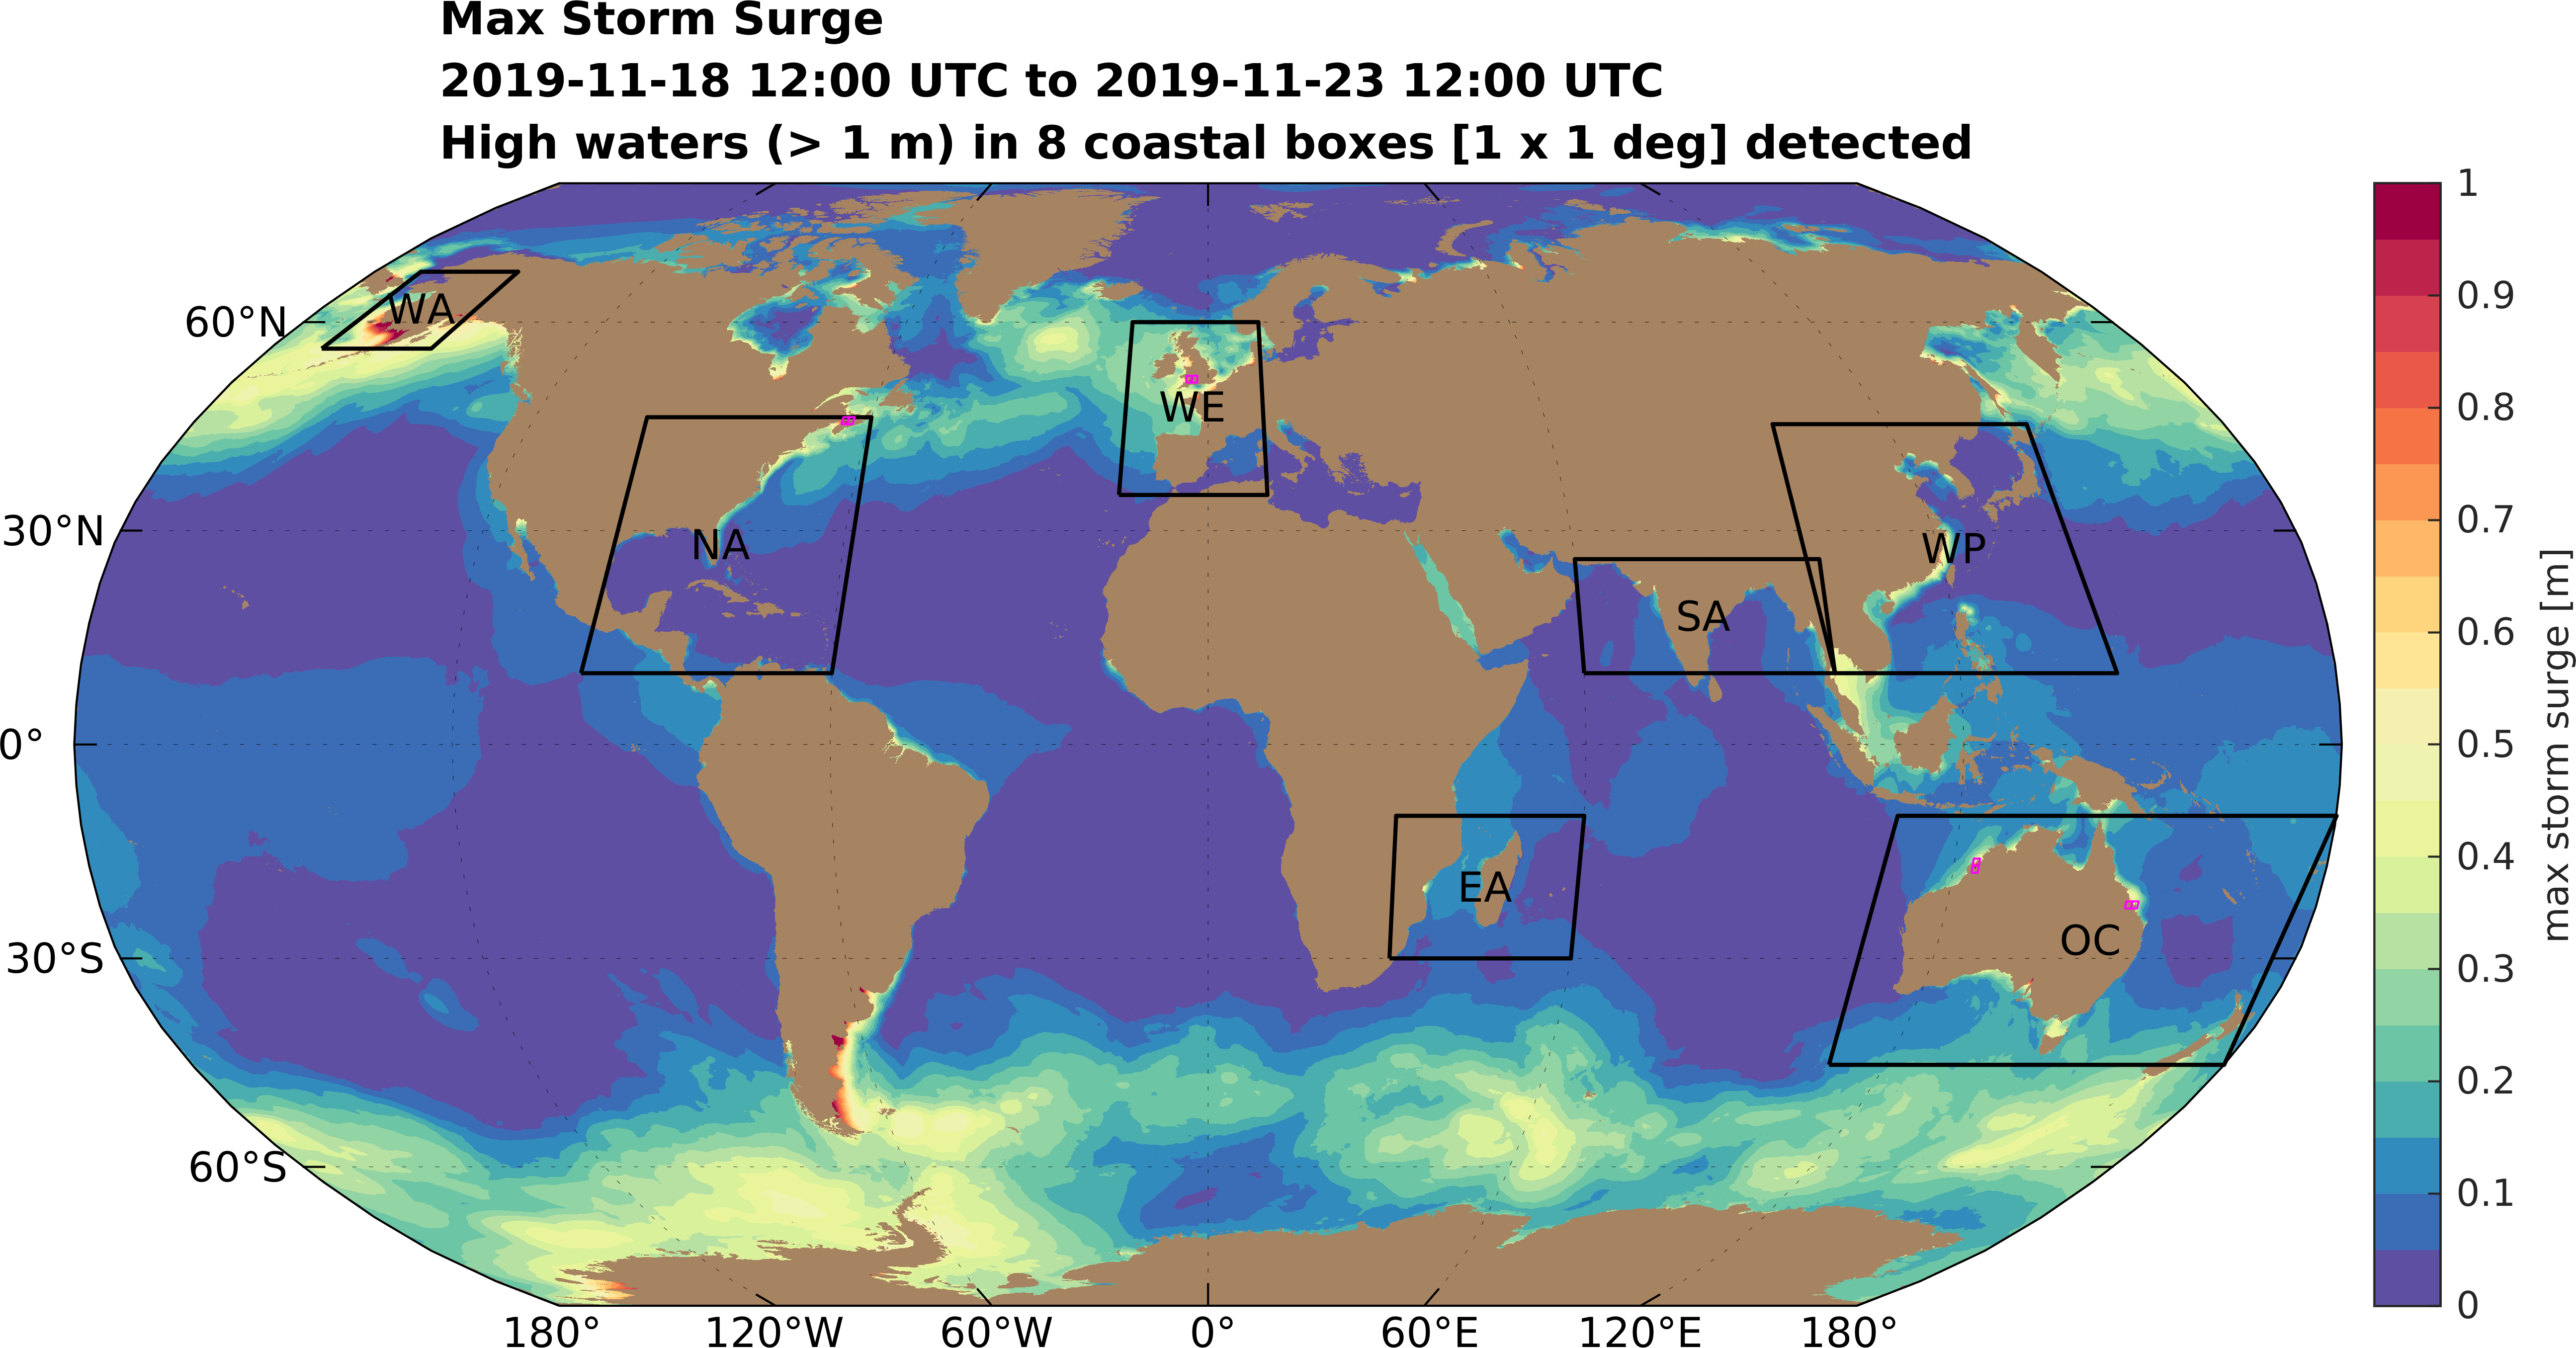 Max Storm Surge
2019-11-18 12:00 UTC to 2019-11-23 12:00 UTC
High waters (> 1 m) in 8 coastal boxes [1 x 1 deg] detected
60°N
30°N
0°
30°S
60°S
WA
NA
WE
SA
WP
EA
OC
180°
120°W
60°W
0°
60°E
120°E
180°
1
0.9
0.8
0.7
0.6
0.5
0.4
0.3
0.2
0.1
0
max storm surge [m]